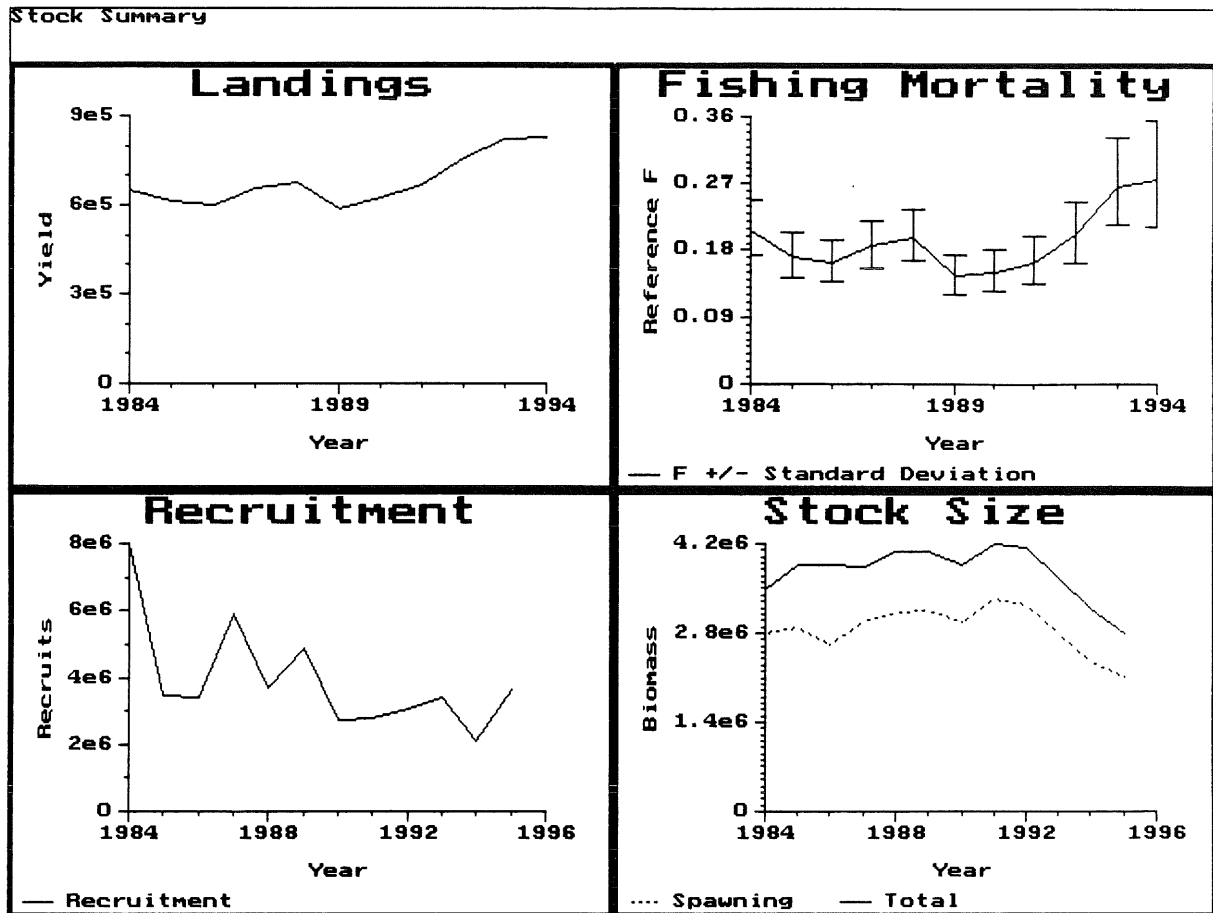 Stock Summary
Landings
9e5
6e5
3e5
0
Yield
1984 1989 1994
Year
Fishing Mortality
0.36
0.27
0.18
0.09
0
Reference F
1984 1989 1994
Year
— F +/- Standard Deviation
Recruitment
8e6
6e6
4e6
2e6
0
Recruits
1984 1988 1992 1996
Year
— Recruitment
Stock Size
4.2e6
2.8e6
1.4e6
0
Biomass
1984 1988 1992 1996
Year
Spawning — Total